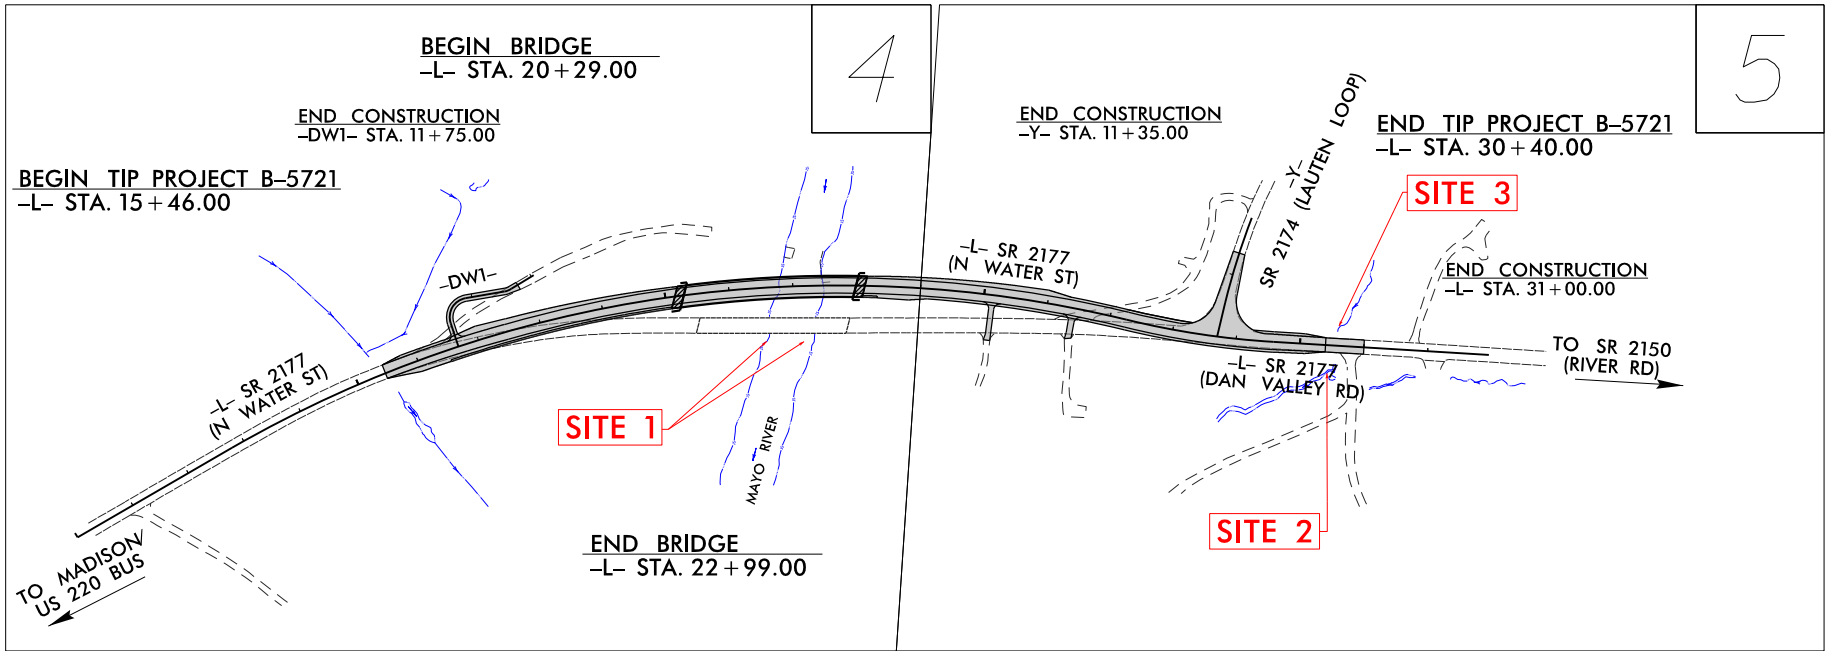 BEGIN BRIDGE
-L- STA. 20+29.00
END CONSTRUCTION
-DW1- STA. 11+75.00
BEGIN TIP PROJECT B-5721
-L- STA. 15+46.00
4
-DW1-
-L- SR 2177
(N WATER ST)
SITE 1
MAYO RIVER
END BRIDGE
-L- STA. 22+99.00
TO MADISON
US 220 BUS
5
END CONSTRUCTION
-Y- STA. 11+35.00
-Y-
SR 2174 (LAUTEN LOOP)
END TIP PROJECT B-5721
-L- STA. 30+40.00
SITE 3
-L- SR 2177
(N WATER ST)
END CONSTRUCTION
-L- STA. 31+00.00
TO SR 2150
(RIVER RD)
-L- SR 2177
(DAN VALLEY RD)
SITE 2